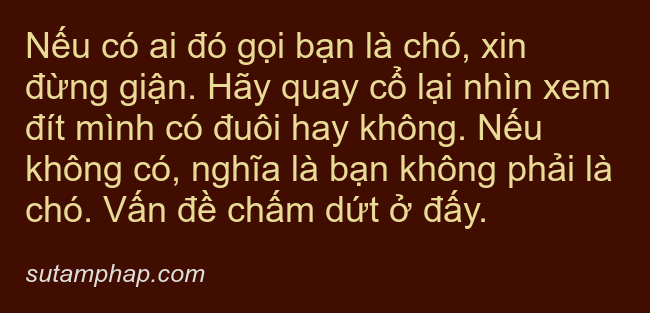 Nếu có ai đó gọi bạn là chó, xin
đừng giận. Hãy quay cổ lại nhìn xem
đít mình có đuôi hay không. Nếu
không có, nghĩa là bạn không phải là
chó. Vấn đề chấm dứt ở đấy.
sutamphap.com